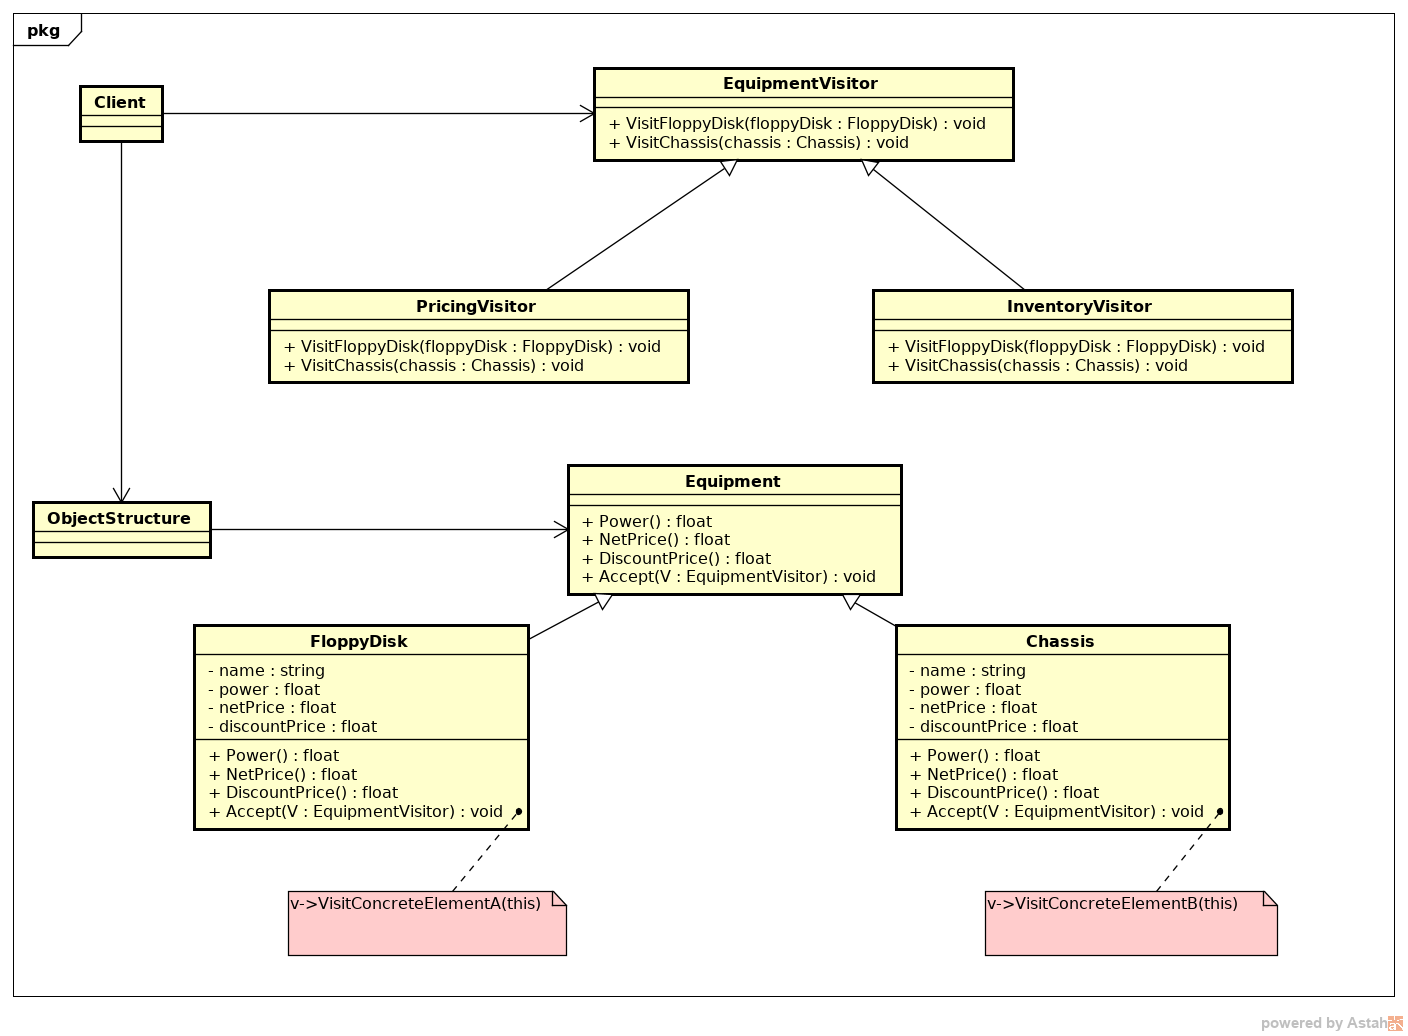 pkg
Client
EquipmentVisitor
+ VisitFloppyDisk(floppyDisk : FloppyDisk) : void
+ VisitChassis(chassis : Chassis) : void
PricingVisitor
+ VisitFloppyDisk(floppyDisk : FloppyDisk) : void
+ VisitChassis(chassis : Chassis) : void
InventoryVisitor
+ VisitFloppyDisk(floppyDisk : FloppyDisk) : void
+ VisitChassis(chassis : Chassis) : void
ObjectStructure
Equipment
+ Power() : float
+ NetPrice() : float
+ DiscountPrice() : float
+ Accept(V : EquipmentVisitor) : void
FloppyDisk
- name : string
- power : float
- netPrice : float
- discountPrice : float
+ Power() : float
+ NetPrice() : float
+ DiscountPrice() : float
+ Accept(V : EquipmentVisitor) : void
Chassis
- name : string
- power : float
- netPrice : float
- discountPrice : float
+ Power() : float
+ NetPrice() : float
+ DiscountPrice() : float
+ Accept(V : EquipmentVisitor) : void
v->VisitConcreteElementA(this)
v->VisitConcreteElementB(this)
powered by Astah